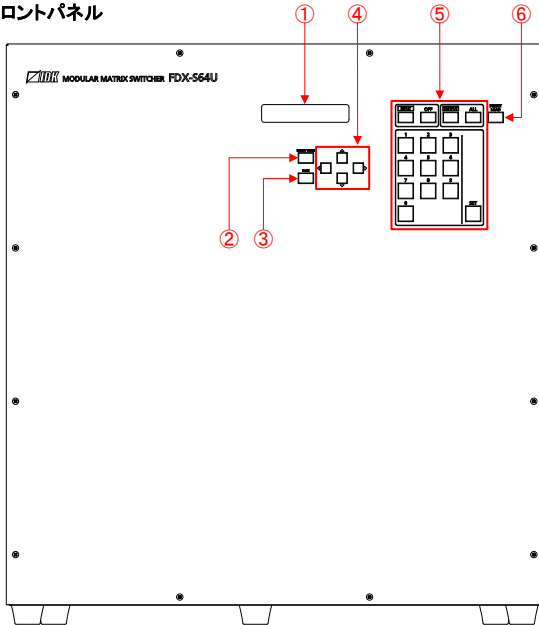 ロントパネル
① ④ ⑤ ⑥
IDK MODULAR MATRIX SWITCHER FDX-S64U
OFF ALL
1 2 3
4 5 6
7 8 9
0 SET
② ③